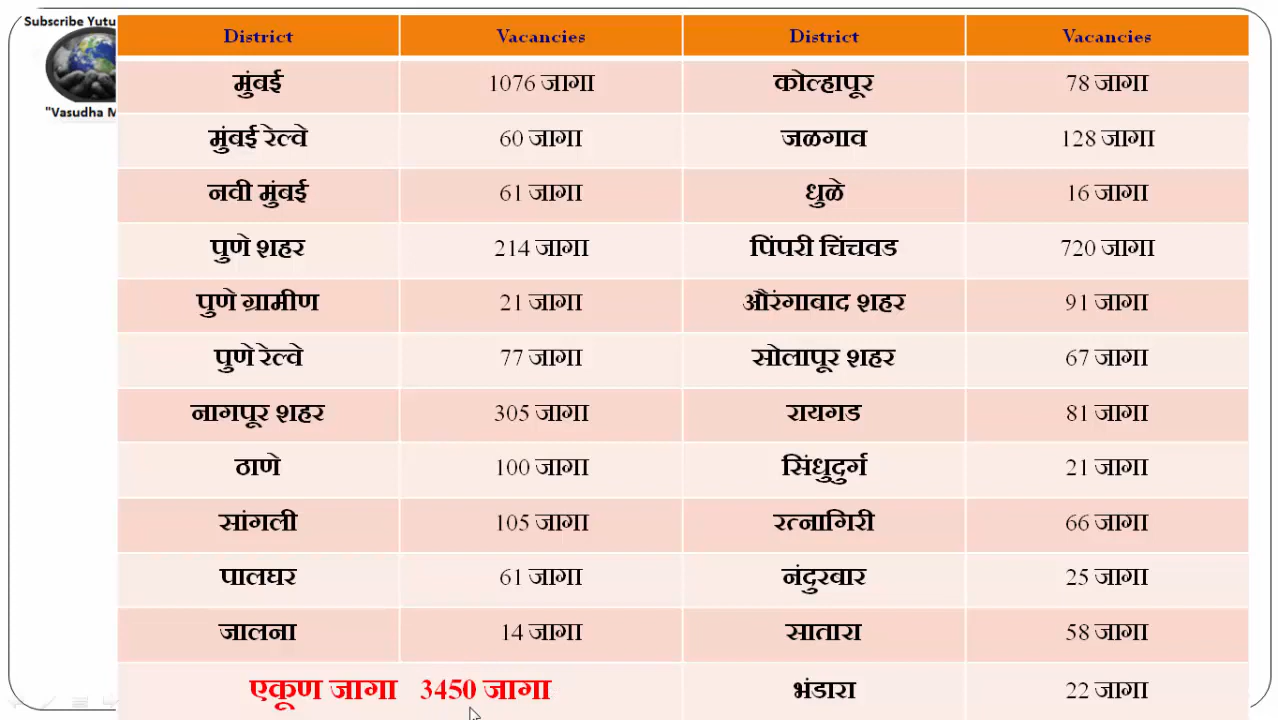 Subscribe Yutu
"Vasudha M
District Vacancies District Vacancies
मुंबई 1076 जागा कोल्हापूर 78 जागा
मुंबई रेल्वे 60 जागा जळगाव 128 जागा
नवी मुंबई 61 जागा धुळे 16 जागा
पुणे शहर 214 जागा पिंपरी चिंचवड 720 जागा
पुणे ग्रामीण 21 जागा औरंगाबाद शहर 91 जागा
पुणे रेल्वे 77 जागा सोलापूर शहर 67 जागा
नागपूर शहर 305 जागा रायगड 81 जागा
ठाणे 100 जागा सिंधुदुर्ग 21 जागा
सांगली 105 जागा रत्नागिरी 66 जागा
पालघर 61 जागा नंदुरबार 25 जागा
जालना 14 जागा सातारा 58 जागा
एकूण जागा 3450 जागा भंडारा 22 जागा